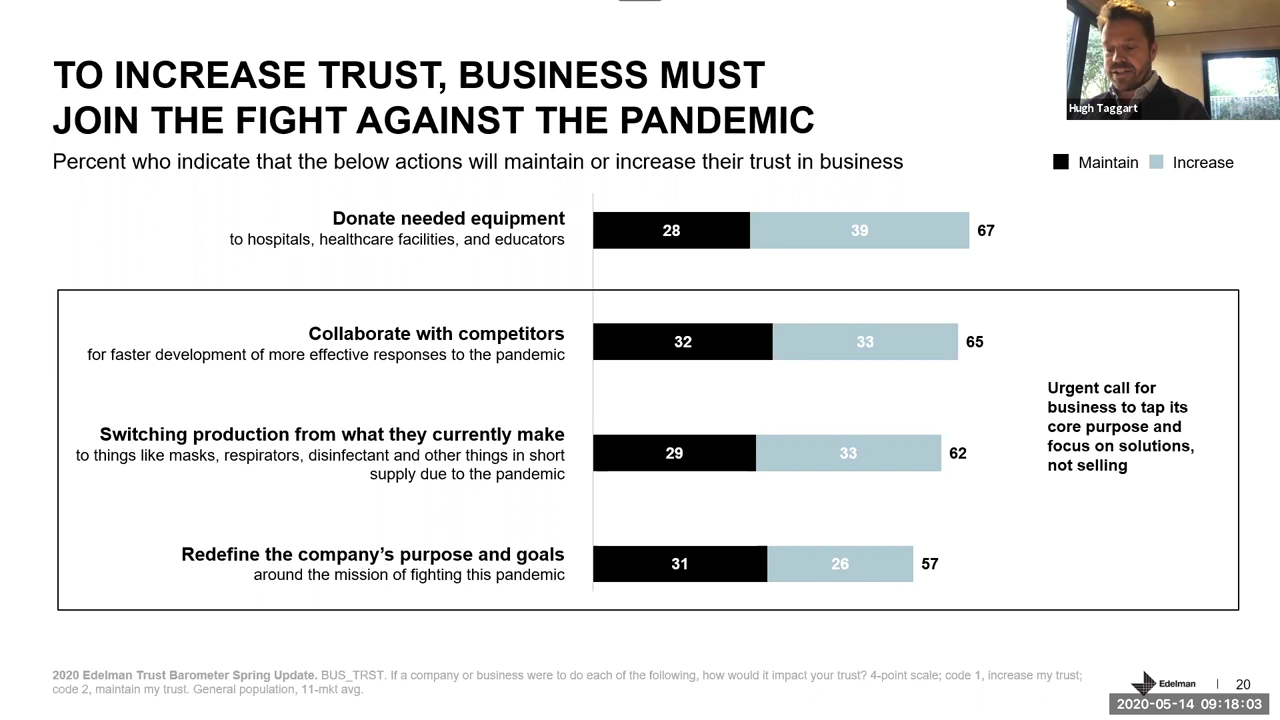 TO INCREASE TRUST, BUSINESS MUST
JOIN THE FIGHT AGAINST THE PANDEMIC
Hugh Taggart
Percent who indicate that the below actions will maintain or increase their trust in business
Maintain
Increase
Donate needed equipment
to hospitals, healthcare facilities, and educators
28
39
67
Collaborate with competitors
for faster development of more effective responses to the pandemic
32
33
65
Switching production from what they currently make
to things like masks, respirators, disinfectant and other things in short
supply due to the pandemic
29
33
62
Redefine the company’s purpose and goals
around the mission of fighting this pandemic
31
26
57
Urgent call for
business to tap its
core purpose and
focus on solutions,
not selling
2020 Edelman Trust Barometer Spring Update. BUS_TRST. If a company or business were to do each of the following, how would it impact your trust? 4-point scale; code 1, increase my trust;
code 2, maintain my trust. General population, 11-mkt avg.
Edelman | 20
2020-05-14 09:18:03